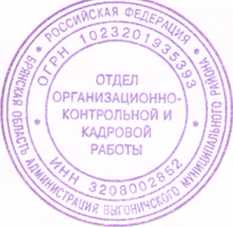 * РОССИЙСКАЯ ФЕДЕРАЦИЯ *
БРЯНСКАЯ ОБЛАСТЬ АДМИНИСТРАЦИЯ ВЫГОНИЧСКОГО МУНИЦИПАЛЬНОГО РАЙОНА
ОГРН 1023201935393
ИНН 3208002852
ОТДЕЛ
ОРГАНИЗАЦИОННО-
КОНТРОЛЬНОЙ И
КАДРОВОЙ
РАБОТЫ